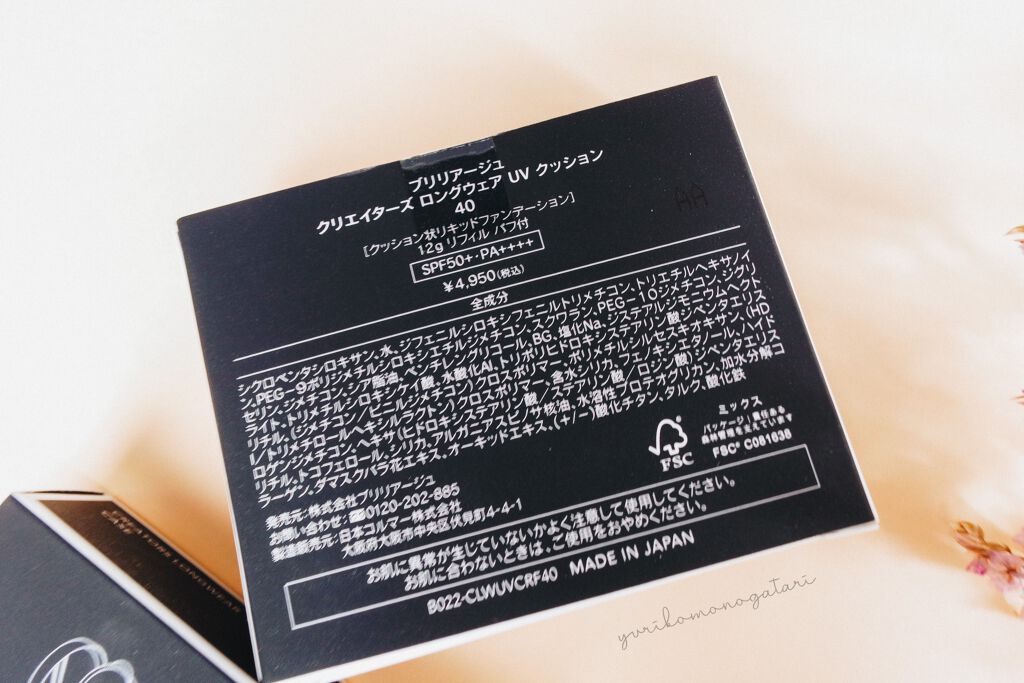 ブリリアージュ
クリエイターズ ロングウェア UV クッション
40
AA
[クッション状リキッドファンデーション]
12g リフィル パフ付
SPF50+・PA++++
¥4,950(税込)
全成分
シクロペンタシロキサン、水、ジフェニルシロキシフェニルトリメチコン、トリエチルヘキサノイ
ン、PEG-9ポリジメチルシロキシエチルジメチコン、スクワラン、PEG-10ジメチコン、ジグリ
セリン、ジメチコン、シア脂油、ペンチレングリコール、BG、塩化Na、ジステアルジモニウムヘクト
ライト、トリメチルシロキシケイ酸、水酸化Al、トリポリヒドロキシステアリン酸ジペンタエリス
リチル、(ジメチコン/ビニルジメチコン)クロスポリマー、ポリメチルシルセスキオキサン、(HD
I/トリメチロールヘキシルラクトン)クロスポリマー、含水シリカ、フェノキシエタノール、ハイド
ロゲンジメチコン、ヘキサ(ヒドロキシステアリン酸/ステアリン酸/ロジン酸)ジペンタエリス
リチル、トコフェロール、シリカ、アルガニアスピノサ核油、水溶性プロテオグリカン、加水分解コ
ラーゲン、ダマスクバラ花エキス、オーキッドエキス、(+/-)酸化チタン、タルク、酸化鉄
発売元:株式会社ブリリアージュ
お問い合わせ:0120-202-885
製造販売元:日本コルマー株式会社
大阪府大阪市中央区伏見町4-4-1
FSC
ミックス
パッケージ|責任ある
森林管理を支えています
FSC® C081638
お肌に異常が生じていないかよく注意して使用してください。
お肌に合わないときは、ご使用をおやめください。
B022-CLWUVCRF40 MADE IN JAPAN
yurikomonogatari